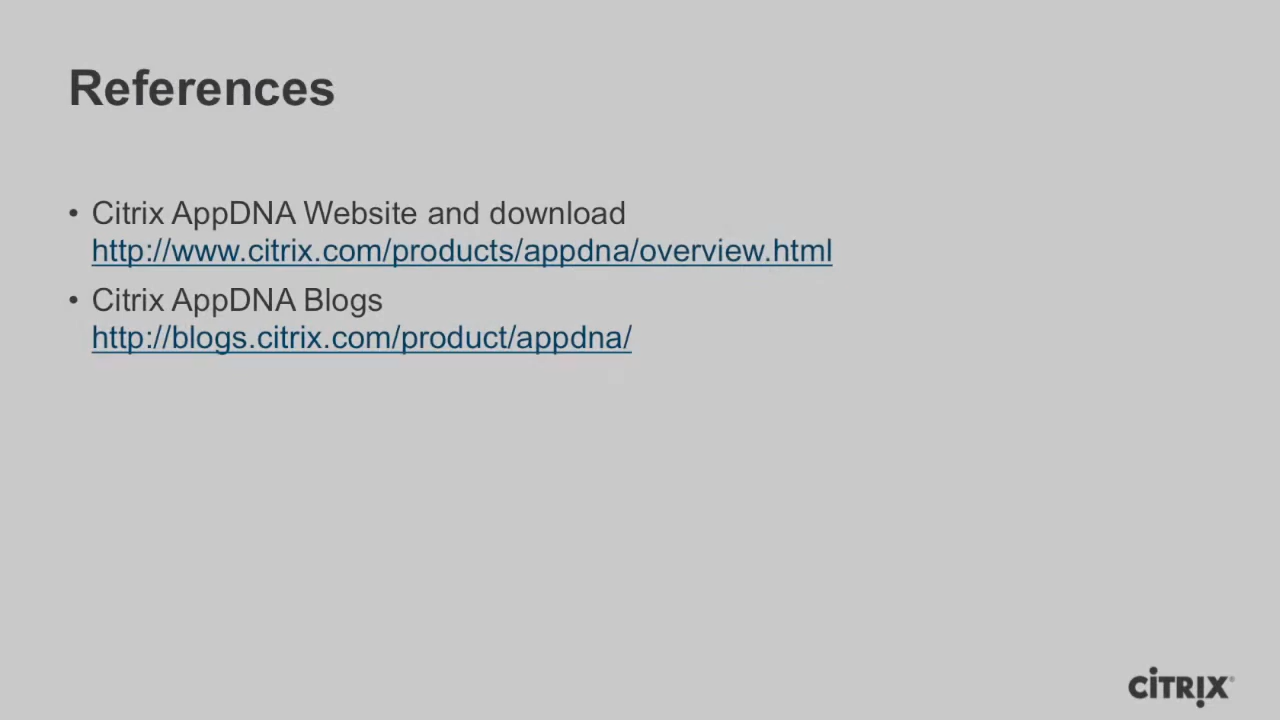 References
• Citrix AppDNA Website and download
http://www.citrix.com/products/appdna/overview.html
• Citrix AppDNA Blogs
http://blogs.citrix.com/product/appdna/
CITRIX®